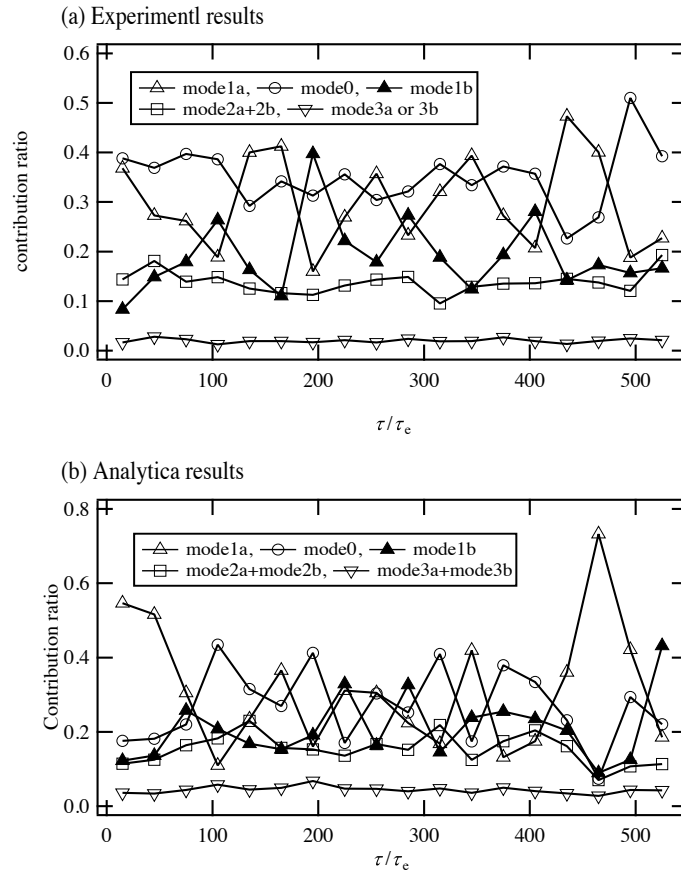 (a) Experimentl results
0.6
0.5
0.4
0.3
0.2
0.1
0.0
contribution ratio
mode1a, mode0, mode1b
mode2a+2b, mode3a or 3b
0 100 200 300 400 500
τ/τe
(b) Analytica results
0.8
0.6
0.4
0.2
0.0
Contribution ratio
mode1a, mode0, mode1b
mode2a+mode2b, mode3a+mode3b
0 100 200 300 400 500
τ/τe